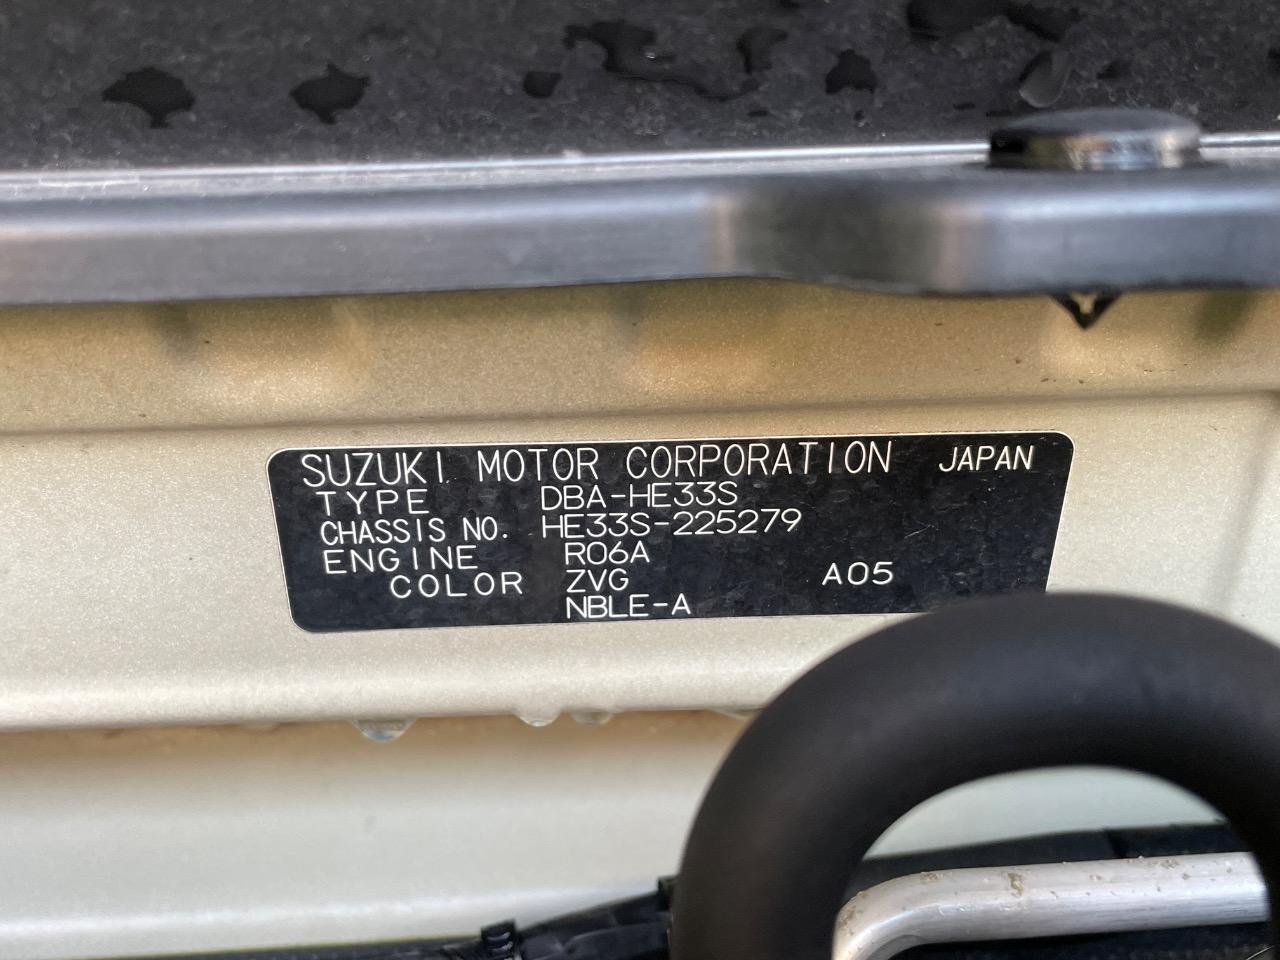 SUZUKI MOTOR CORPORATION JAPAN
TYPE DBA-HE33S
CHASSIS NO. HE33S-225279
ENGINE R06A
COLOR ZVG A05
NBLE-A